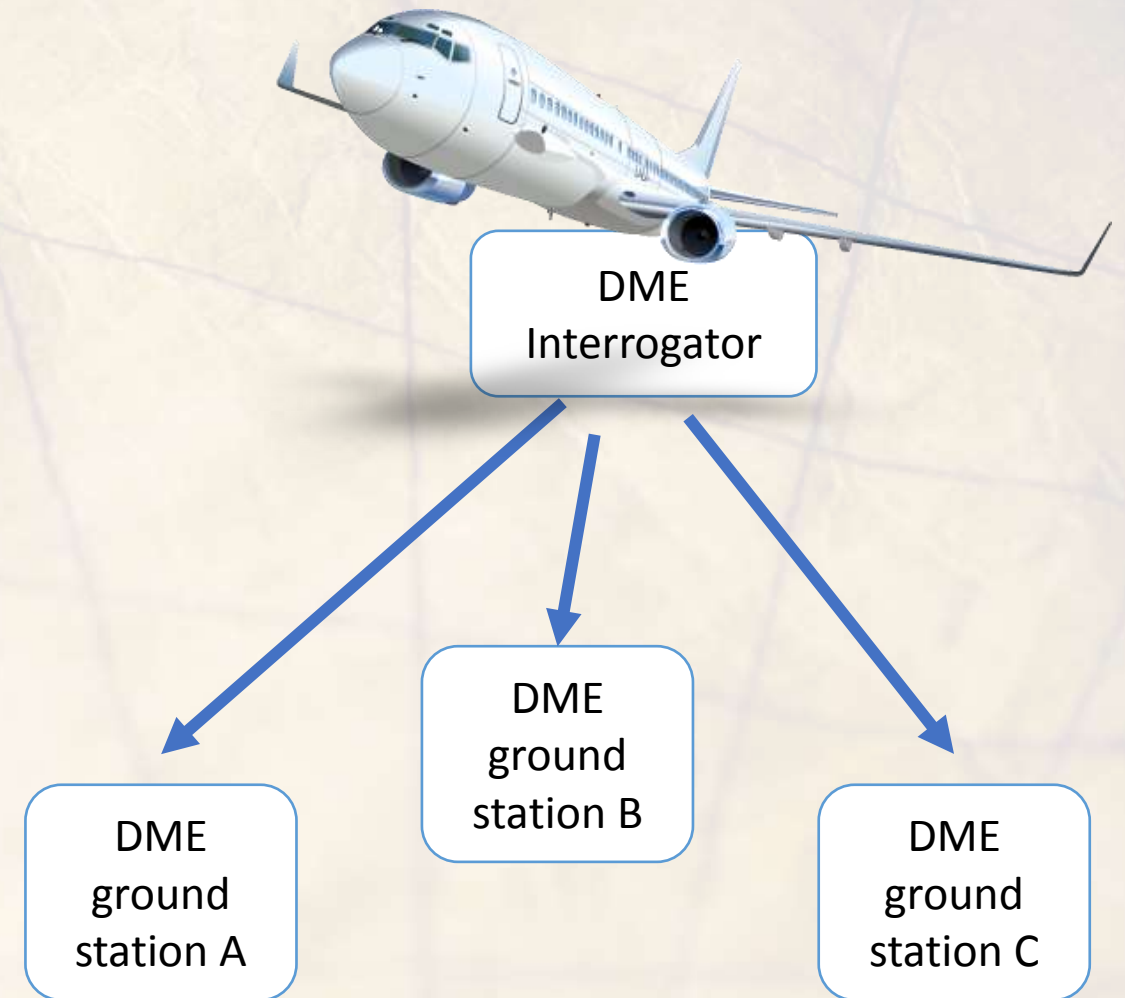 DME
Interrogator
DME
ground
station B
DME
ground
station A
DME
ground
station C